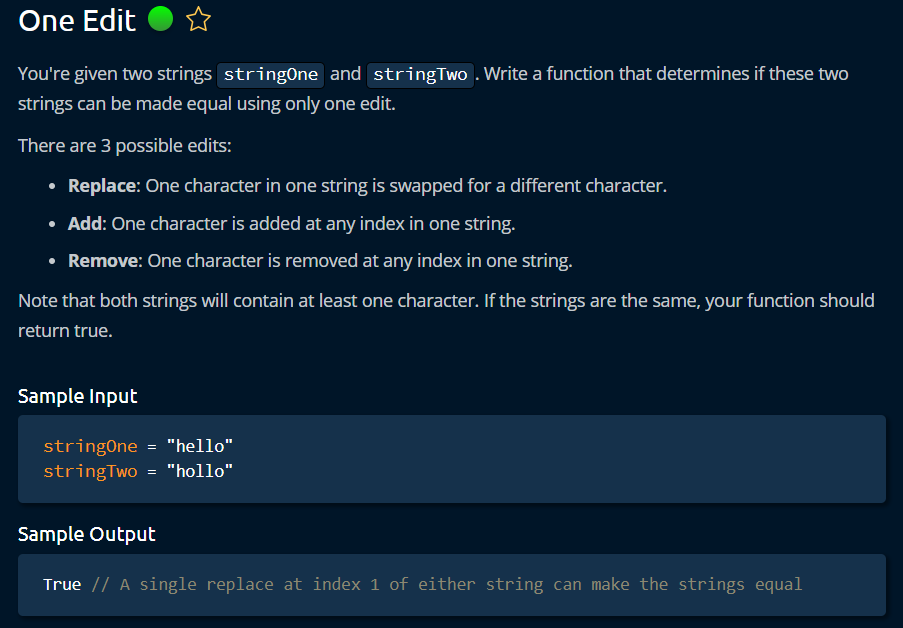 One Edit
You're given two strings stringOne and stringTwo. Write a function that determines if these two
strings can be made equal using only one edit.
There are 3 possible edits:
• Replace: One character in one string is swapped for a different character.
• Add: One character is added at any index in one string.
• Remove: One character is removed at any index in one string.
Note that both strings will contain at least one character. If the strings are the same, your function should
return true.
Sample Input
stringOne = "hello"
stringTwo = "hollo"
Sample Output
True // A single replace at index 1 of either string can make the strings equal